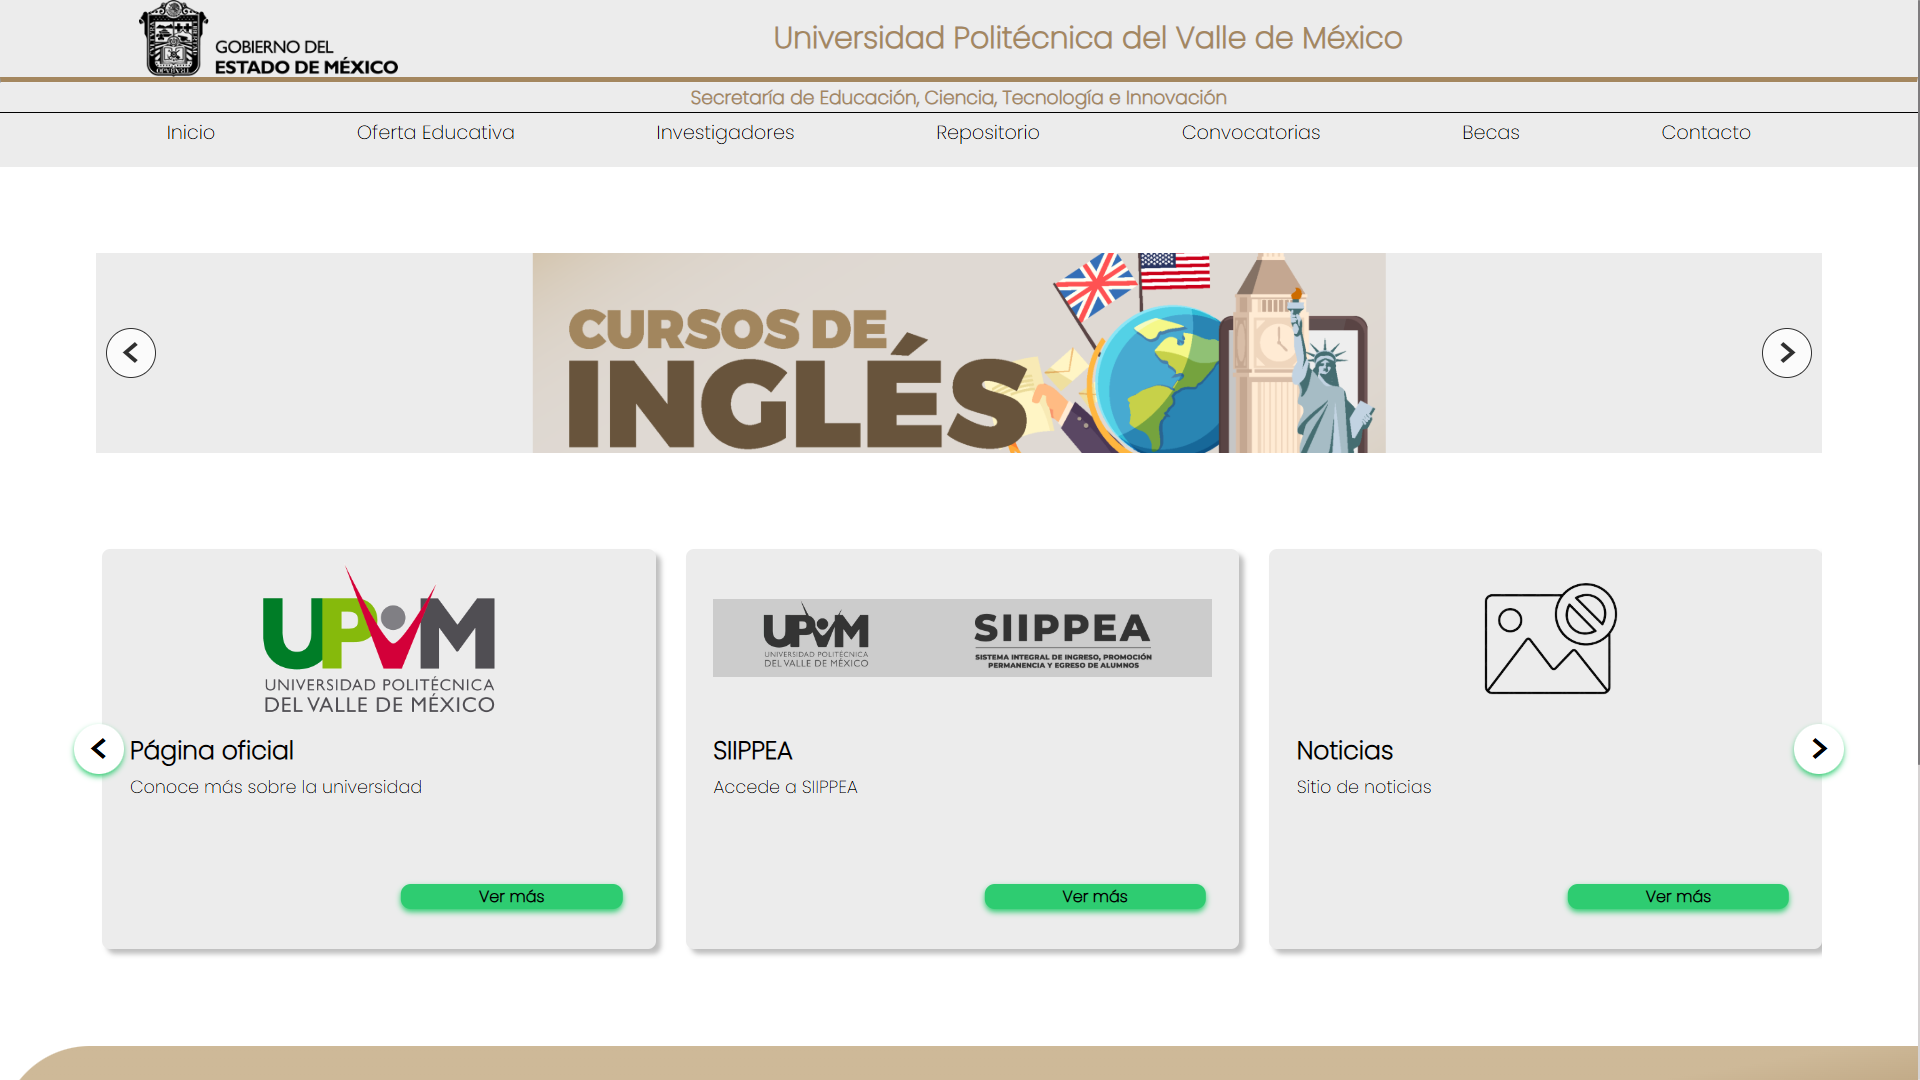 GOBIERNO DEL
ESTADO DE MÉXICO
Universidad Politécnica del Valle de México
Secretaría de Educación, Ciencia, Tecnología e Innovación
Inicio Oferta Educativa Investigadores Repositorio Convocatorias Becas Contacto
CURSOS DE
INGLÉS
UPVM
UNIVERSIDAD POLITÉCNICA
DEL VALLE DE MÉXICO
Página oficial
Conoce más sobre la universidad
Ver más
UPVM
UNIVERSIDAD POLITÉCNICA
DEL VALLE DE MÉXICO
SIIPPEA
SISTEMA INTEGRAL DE INGRESO, PROMOCIÓN
PERMANENCIA Y EGRESO DE ALUMNOS
SIIPPEA
Accede a SIIPPEA
Ver más
Noticias
Sitio de noticias
Ver más